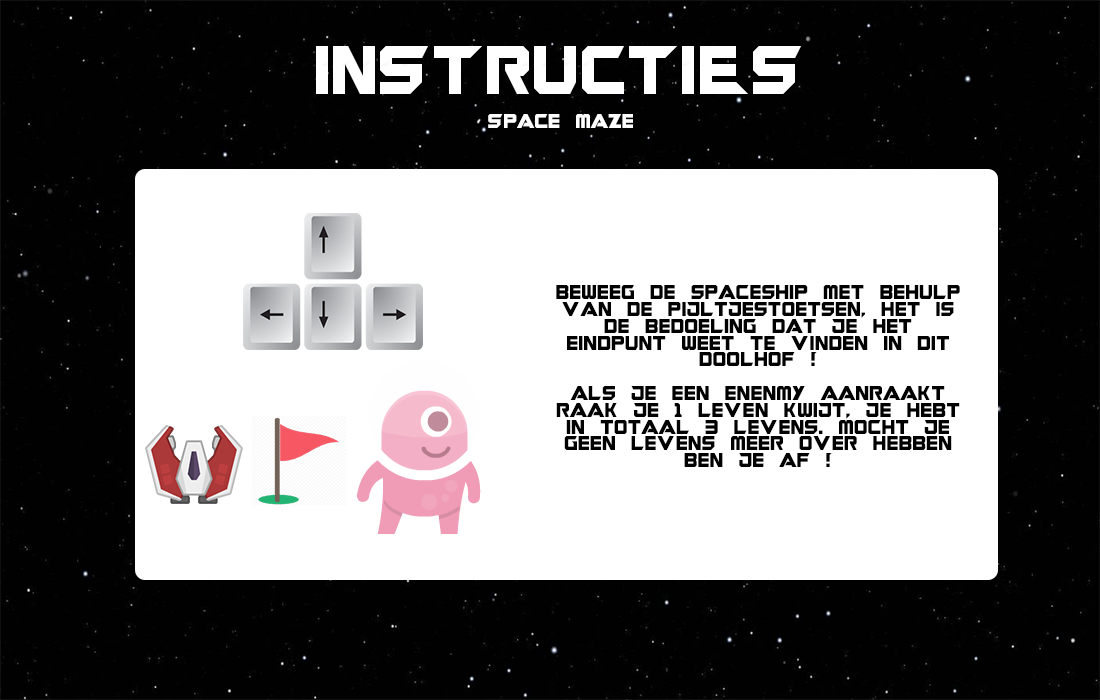 INSTRUCTIES
SPACE MAZE
BEWEEG DE SPACESHIP MET BEHULP
VAN DE PIJLTJESTOETSEN, HET IS
DE BEDOELING DAT JE HET
EINDPUNT WEET TE VINDEN IN DIT
DOOLHOF !
ALS JE EEN ENENMY AANRAAKT
RAAK JE 1 LEVEN KWIJT, JE HEBT
IN TOTAAL 3 LEVENS. MOCHT JE
GEEN LEVENS MEER OVER HEBBEN
BEN JE AF !